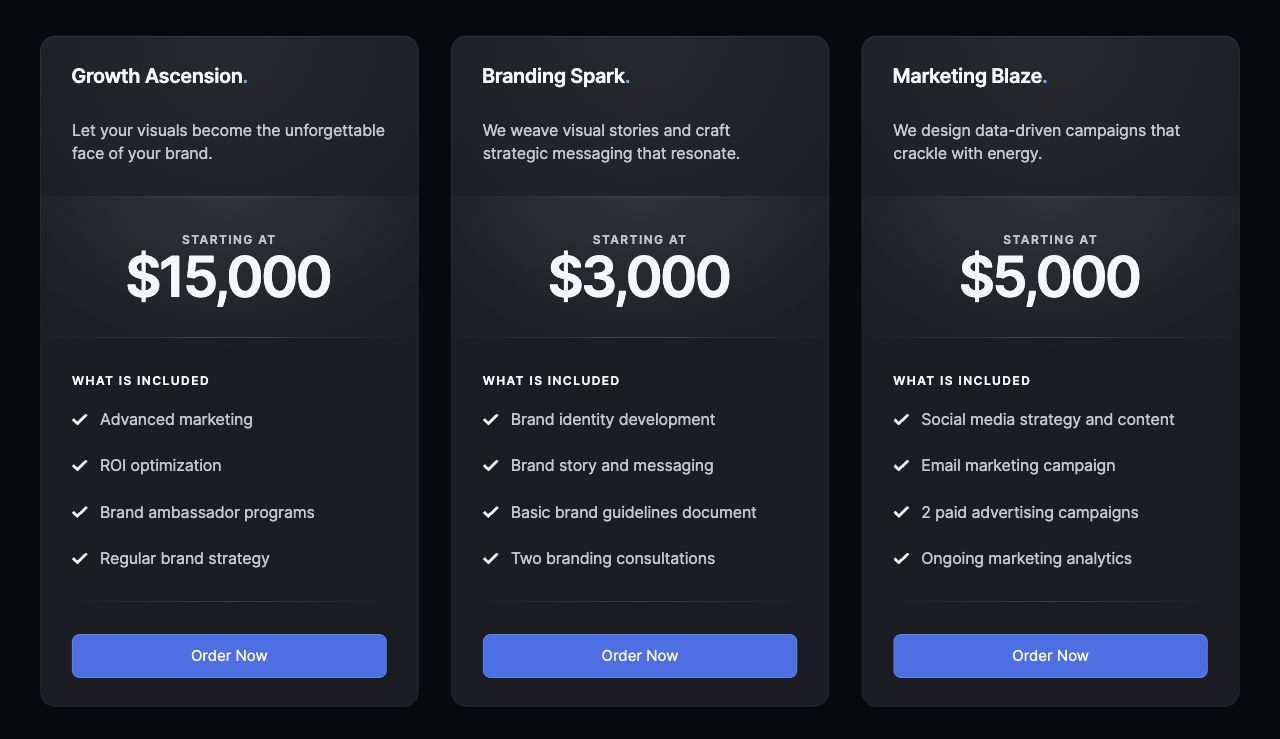 Growth Ascension.
Let your visuals become the unforgettable
face of your brand.
STARTING AT
$15,000
WHAT IS INCLUDED
Advanced marketing
ROI optimization
Brand ambassador programs
Regular brand strategy
Order Now
Branding Spark.
We weave visual stories and craft
strategic messaging that resonate.
STARTING AT
$3,000
WHAT IS INCLUDED
Brand identity development
Brand story and messaging
Basic brand guidelines document
Two branding consultations
Order Now
Marketing Blaze.
We design data-driven campaigns that
crackle with energy.
STARTING AT
$5,000
WHAT IS INCLUDED
Social media strategy and content
Email marketing campaign
2 paid advertising campaigns
Ongoing marketing analytics
Order Now